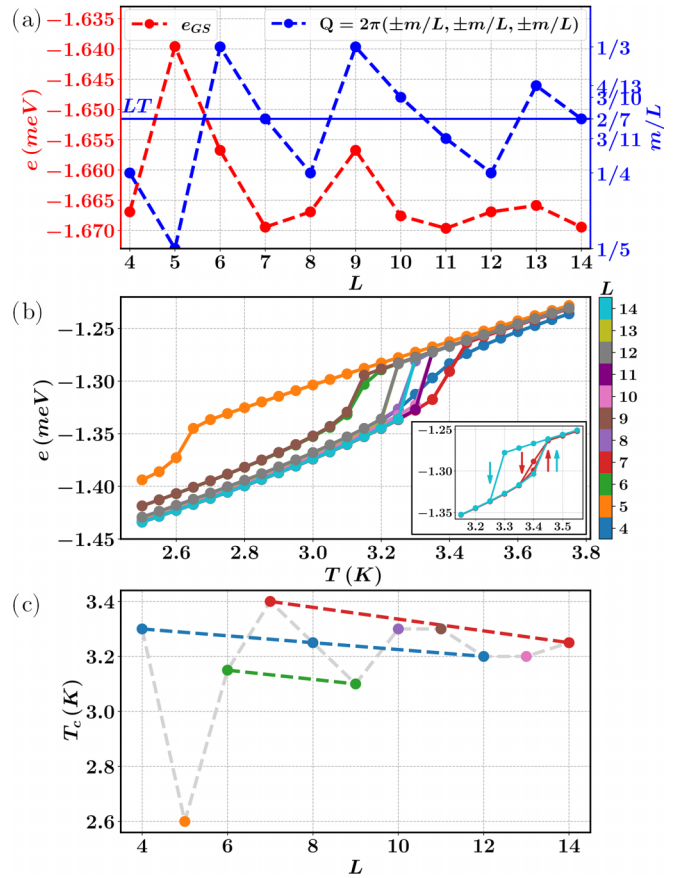 (a)
e_GS
Q = 2π(±m/L, ±m/L, ±m/L)
−1.635
−1.640
−1.645
−1.650
−1.655
−1.660
−1.665
−1.670
e (meV)
LT
1/3
4/13
3/10
2/7
3/11
1/4
1/5
m/L
4 5 6 7 8 9 10 11 12 13 14
L
(b)
−1.25
−1.30
−1.35
−1.40
−1.45
e (meV)
2.6 2.8 3.0 3.2 3.4 3.6 3.8
T (K)
−1.25
−1.30
−1.35
3.2 3.3 3.4 3.5
L
14
13
12
11
10
9
8
7
6
5
4
(c)
3.4
3.2
3.0
2.8
2.6
T_c (K)
4 6 8 10 12 14
L